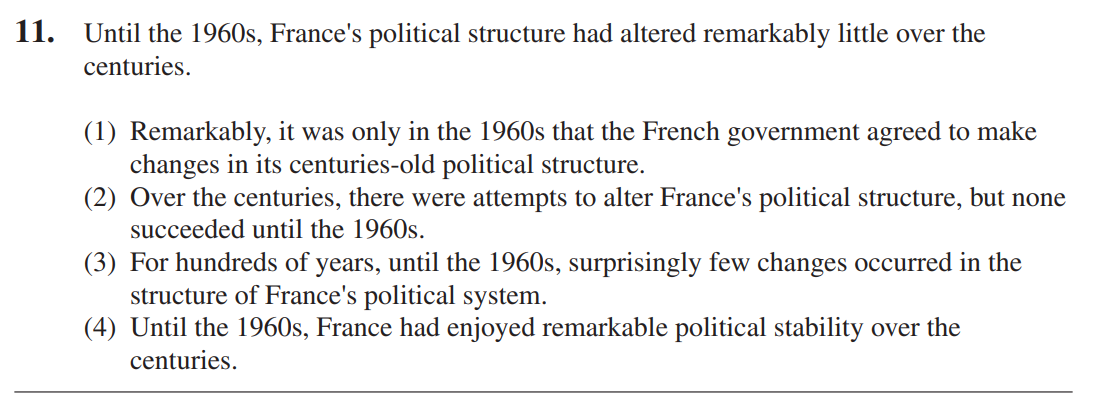 11. Until the 1960s, France's political structure had altered remarkably little over the
centuries.
(1) Remarkably, it was only in the 1960s that the French government agreed to make
changes in its centuries-old political structure.
(2) Over the centuries, there were attempts to alter France's political structure, but none
succeeded until the 1960s.
(3) For hundreds of years, until the 1960s, surprisingly few changes occurred in the
structure of France's political system.
(4) Until the 1960s, France had enjoyed remarkable political stability over the
centuries.